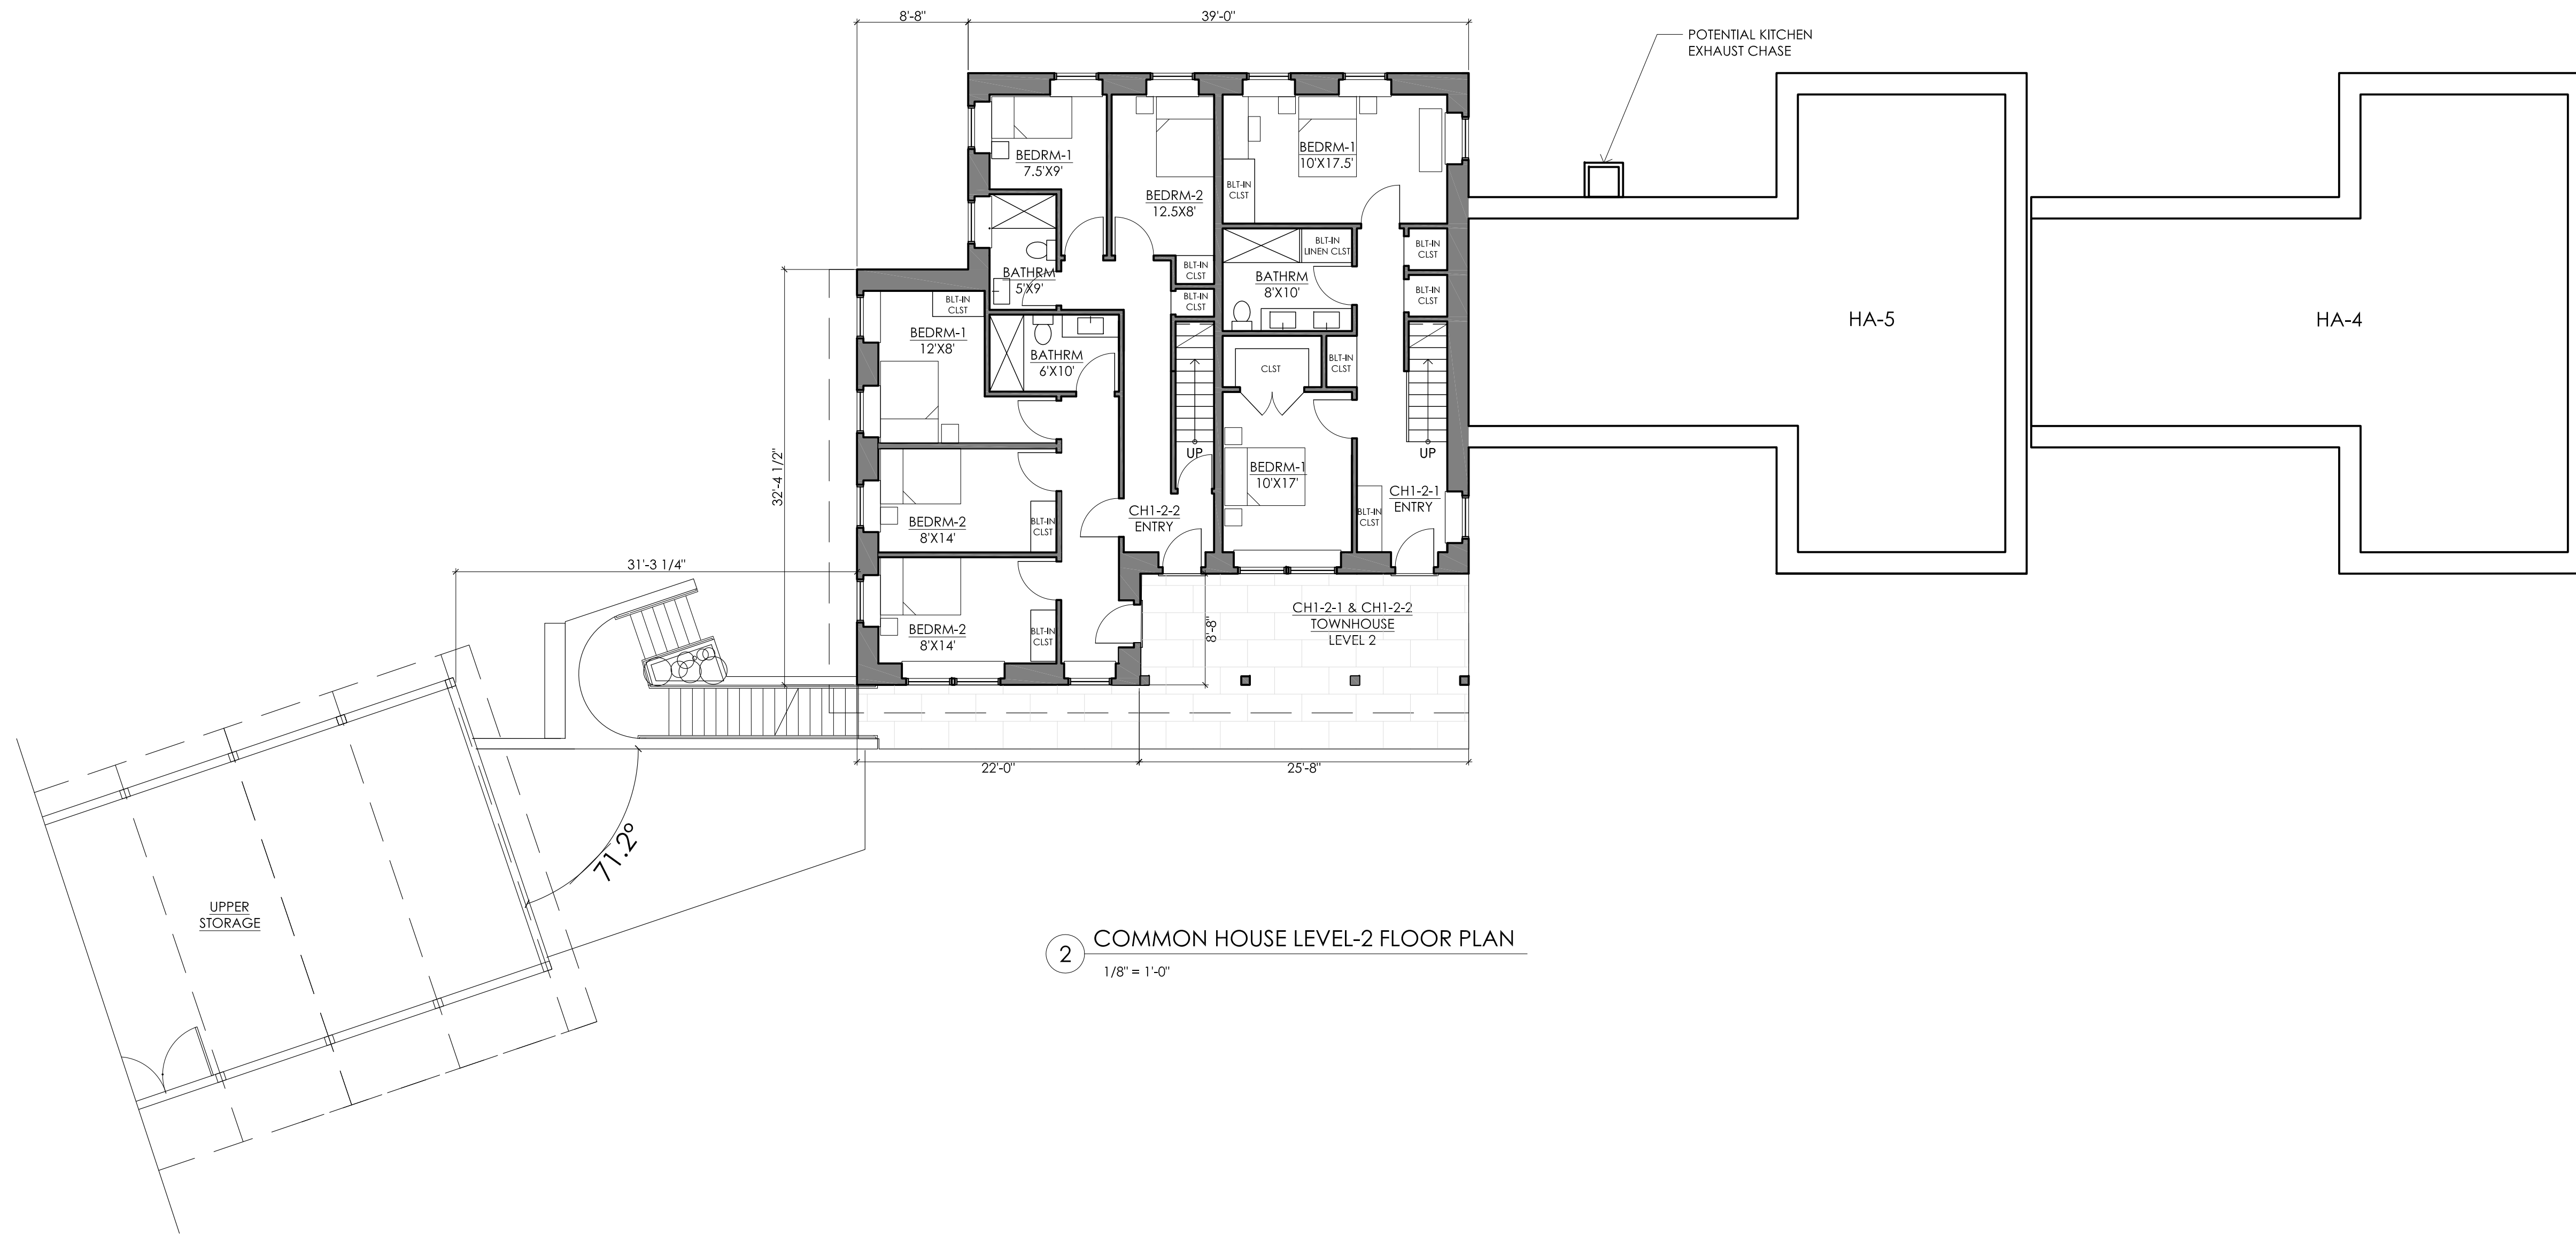 8'-8"
39'-0"
POTENTIAL KITCHEN
EXHAUST CHASE
BEDRM-1
7.5'X9'
BEDRM-2
12.5X8'
BEDRM-1
10'X17.5'
BLT-IN
CLST
BLT-IN
LINEN CLST
BLT-IN
CLST
BATHRM
5'X9'
BLT-IN
CLST
BATHRM
8'X10'
BLT-IN
CLST
BLT-IN
CLST
BLT-IN
CLST
BEDRM-1
12'X8'
BATHRM
6'X10'
CLST
BLT-IN
CLST
HA-5
HA-4
32'-4 1/2"
UP
UP
BEDRM-1
10'X17'
CH1-2-1
ENTRY
BLT-IN
CLST
BEDRM-2
8'X14'
BLT-IN
CLST
CH1-2-2
ENTRY
31'-3 1/4"
BEDRM-2
8'X14'
BLT-IN
CLST
8'-8"
CH1-2-1 & CH1-2-2
TOWNHOUSE
LEVEL 2
22'-0"
25'-8"
71.2°
UPPER
STORAGE
2
COMMON HOUSE LEVEL-2 FLOOR PLAN
1/8" = 1'-0"